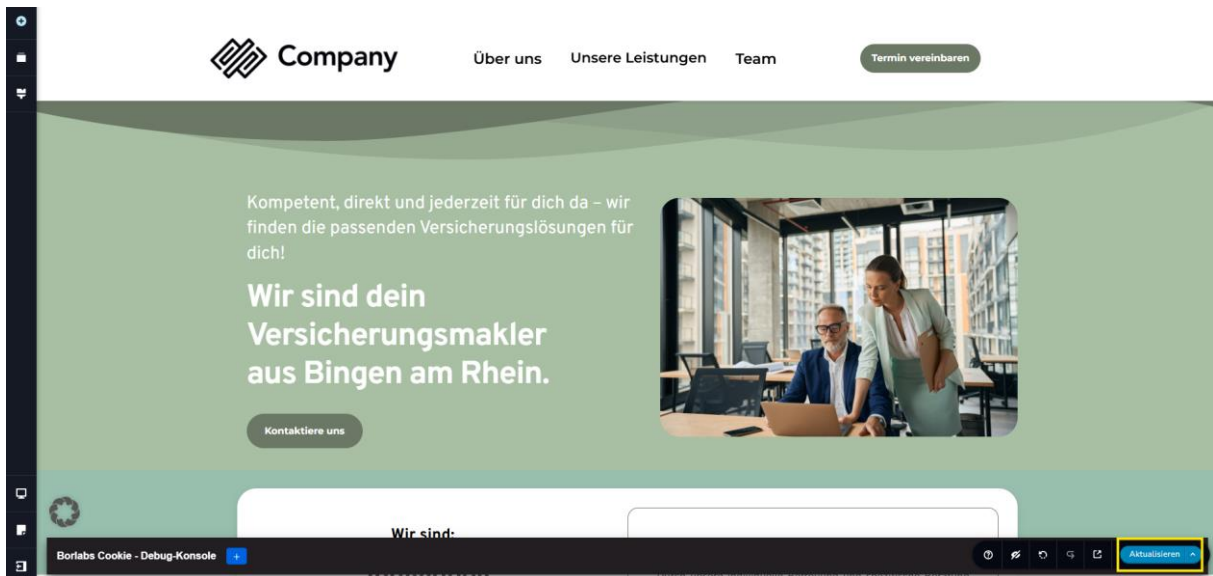 Company
Über uns Unsere Leistungen Team Termin vereinbaren
Kompetent, direkt und jederzeit für dich da – wir
finden die passenden Versicherungslösungen für
dich!
Wir sind dein
Versicherungsmakler
aus Bingen am Rhein.
Kontaktiere uns
Wir sind:
Borlabs Cookie - Debug-Konsole +
Aktualisieren